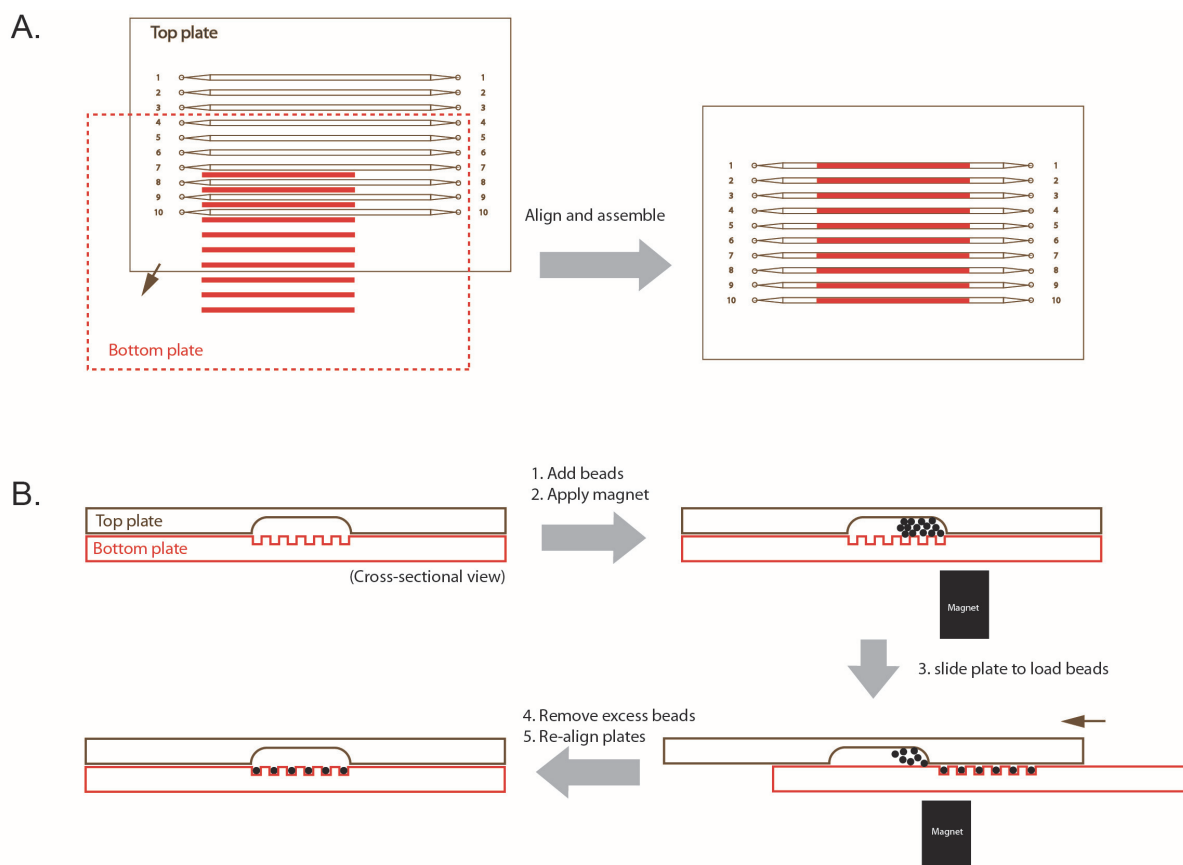 A.
Top plate
1 1
2 2
3 3
4 4
5 5
6 6
7 7
8 8
9 9
10 10
Bottom plate
Align and assemble
1 1
2 2
3 3
4 4
5 5
6 6
7 7
8 8
9 9
10 10
B.
Top plate
Bottom plate
(Cross-sectional view)
1. Add beads
2. Apply magnet
Magnet
3. slide plate to load beads
4. Remove excess beads
5. Re-align plates
Magnet